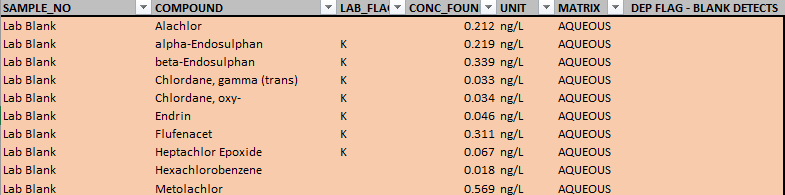 SAMPLE_NO COMPOUND LAB_FLAG CONC_FOUN UNIT MATRIX DEP FLAG - BLANK DETECTS
Lab Blank Alachlor 0.212 ng/L AQUEOUS
Lab Blank alpha-Endosulphan K 0.219 ng/L AQUEOUS
Lab Blank beta-Endosulphan K 0.339 ng/L AQUEOUS
Lab Blank Chlordane, gamma (trans) K 0.033 ng/L AQUEOUS
Lab Blank Chlordane, oxy- K 0.034 ng/L AQUEOUS
Lab Blank Endrin K 0.046 ng/L AQUEOUS
Lab Blank Flufenacet K 0.311 ng/L AQUEOUS
Lab Blank Heptachlor Epoxide K 0.067 ng/L AQUEOUS
Lab Blank Hexachlorobenzene 0.018 ng/L AQUEOUS
Lab Blank Metolachlor 0.569 ng/L AQUEOUS